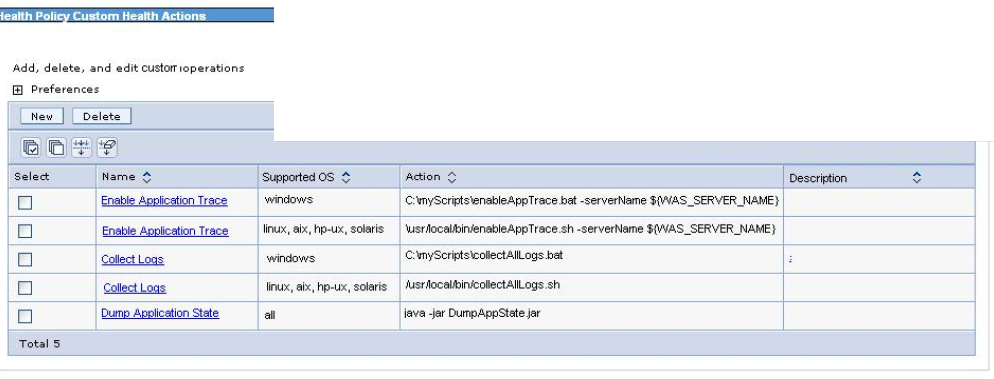 Health Policy Custom Health Actions
Add, delete, and edit custom operations
Preferences
New Delete
Select Name Supported OS Action Description
Enable Application Trace windows C:\myScripts\enableAppTrace.bat -serverName ${WAS_SERVER_NAME}
Enable Application Trace linux, aix, hp-ux, solaris \usr/local/bin/enableAppTrace.sh -serverName ${WAS_SERVER_NAME}
Collect Logs windows C:\myScripts\collectAllLogs.bat :
Collect Logs linux, aix, hp-ux, solaris /usr/local/bin/collectAllLogs.sh
Dump Application State all java -jar DumpAppState.jar
Total 5